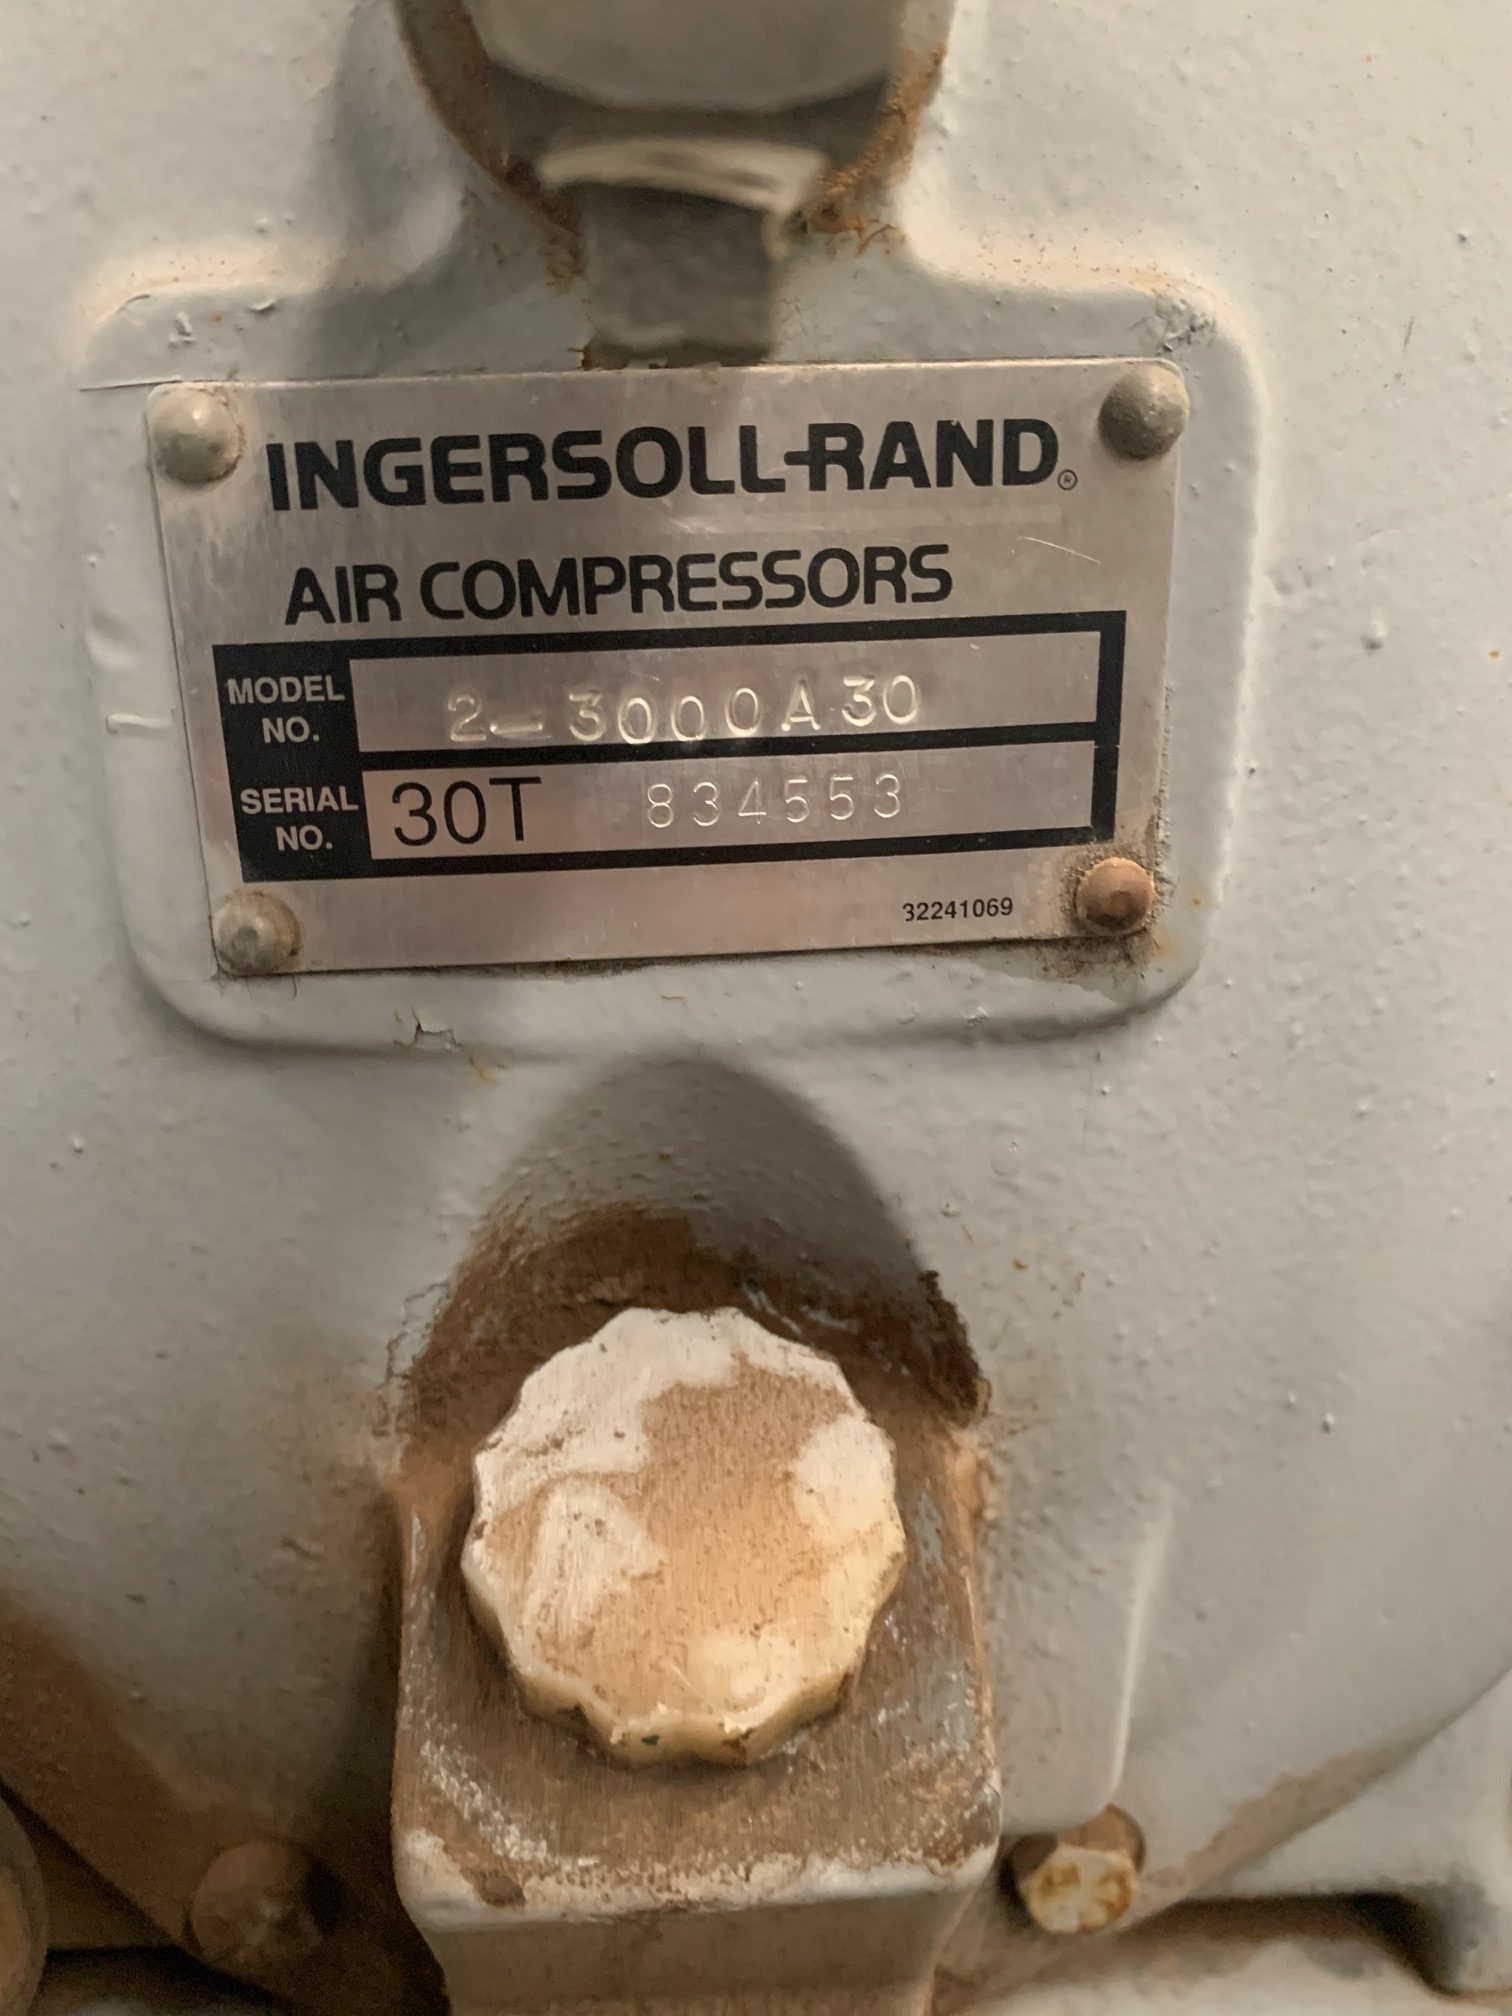 INGERSOLL-RAND®
AIR COMPRESSORS
MODEL NO. 2-3000A30
SERIAL NO. 30T 834553
32241069